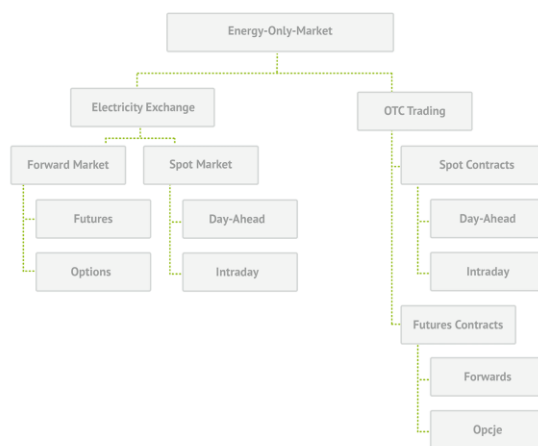 Energy-Only-Market
Electricity Exchange
OTC Trading
Forward Market
Spot Market
Spot Contracts
Futures
Day-Ahead
Day-Ahead
Options
Intraday
Intraday
Futures Contracts
Forwards
Opcje